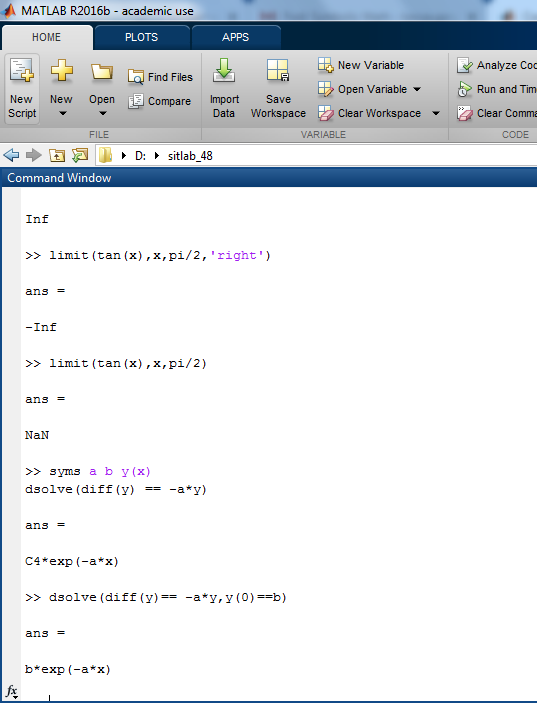 MATLAB R2016b - academic use
HOME PLOTS APPS
New Script
New
Open
Find Files
Compare
Import Data
Save Workspace
New Variable
Open Variable
Clear Workspace
Analyze Coo
Run and Tim
Clear Comma
FILE VARIABLE CODE
D: sitlab_48
Command Window
Inf
>> limit(tan(x),x,pi/2,'right')
ans =
-Inf
>> limit(tan(x),x,pi/2)
ans =
NaN
>> syms a b y(x)
dsolve(diff(y) == -a*y)
ans =
C4*exp(-a*x)
>> dsolve(diff(y)== -a*y,y(0)==b)
ans =
b*exp(-a*x)
fx